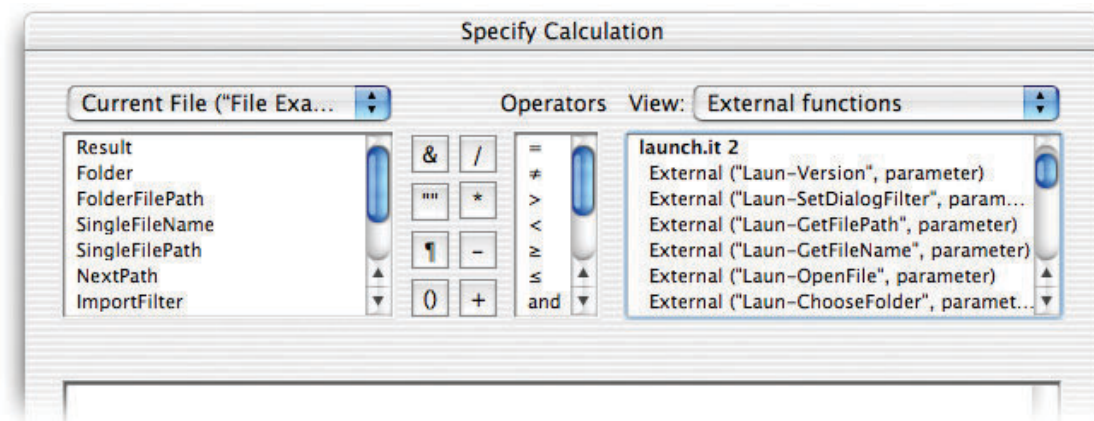 Specify Calculation
Current File ("File Exa...
Operators
View:
External functions
Result
Folder
FolderFilePath
SingleFileName
SingleFilePath
NextPath
ImportFilter
& /
"" *
¶ -
() +
=
≠
>
<
≥
≤
and
launch.it 2
External ("Laun-Version", parameter)
External ("Laun-SetDialogFilter", param...
External ("Laun-GetFilePath", parameter)
External ("Laun-GetFileName", parameter)
External ("Laun-OpenFile", parameter)
External ("Laun-ChooseFolder", paramet...